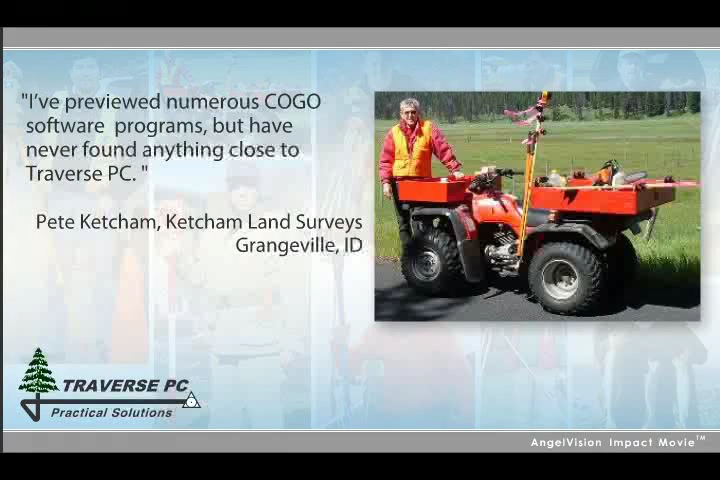 "I've previewed numerous COGO
software programs, but have
never found anything close to
Traverse PC. "
Pete Ketcham, Ketcham Land Surveys
Grangeville, ID
TRAVERSE PC
Practical Solutions
AngelVision Impact Movie™